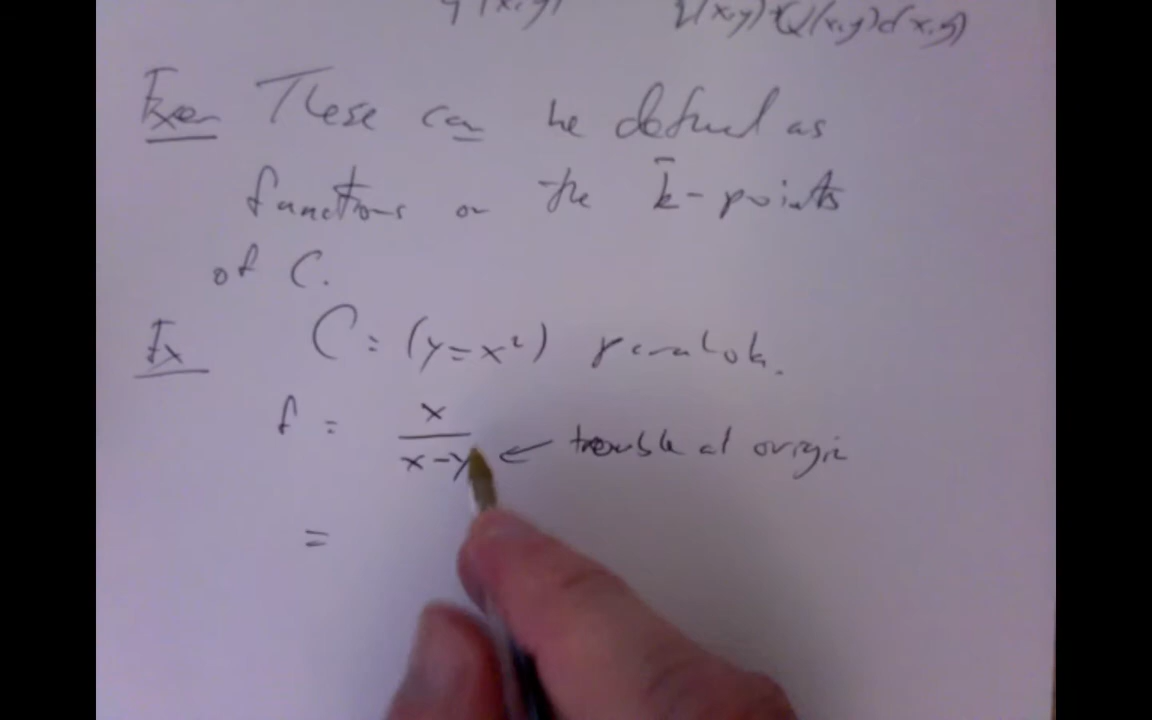 (x,y) (x,y)+Q(x,y)d(x,y)
Exer These can be defined as
functions on the k̄-points
of C.
Ex C: (y=x²) parabola.
f = x/(x-y) ← trouble at origin
=